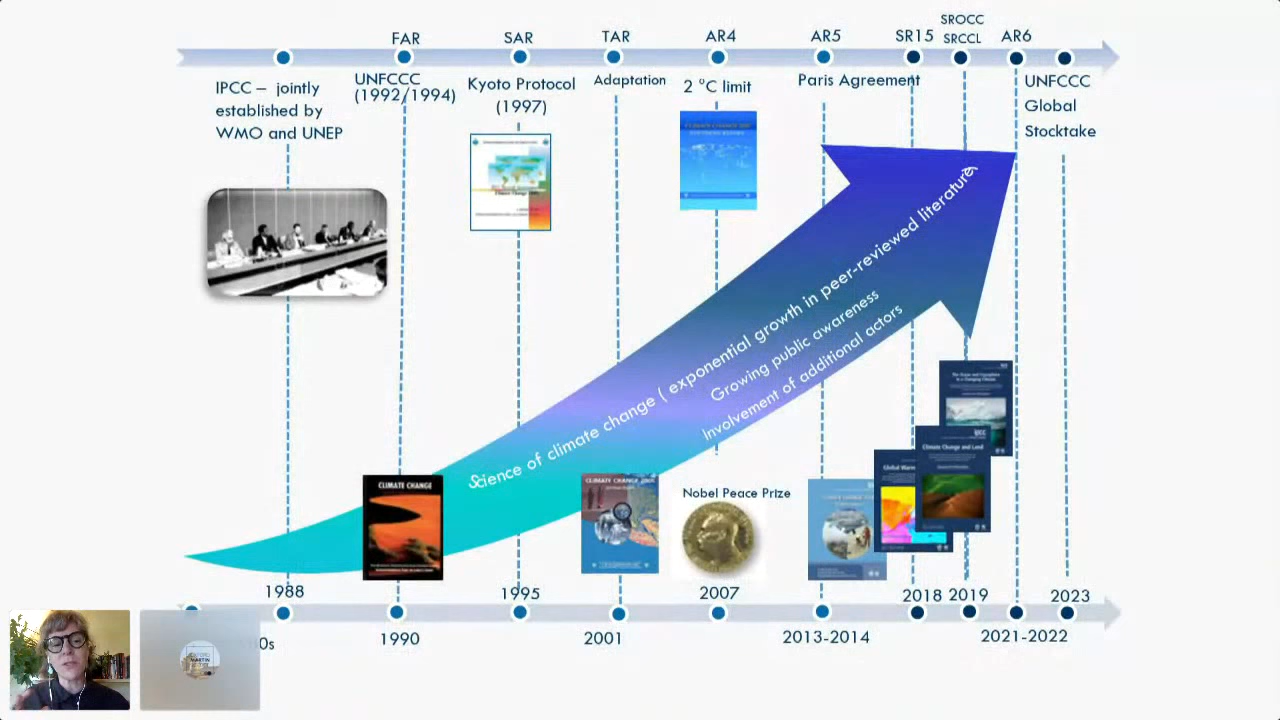 FAR
SAR
TAR
AR4
AR5
SR15
SROCC
SRCCL
AR6
IPCC – jointly
established by
WMO and UNEP
UNFCCC
(1992/1994)
Kyoto Protocol
(1997)
Adaptation
2 °C limit
Paris Agreement
UNFCCC
Global
Stocktake
Science of climate change ( exponential growth in peer-reviewed literature)
Growing public awareness
Involvement of additional actors
CLIMATE CHANGE
CLIMATE CHANGE 2001
Nobel Peace Prize
Climate Change and Land
1988
1990
1995
2001
2007
2013-2014
2018
2019
2021-2022
2023